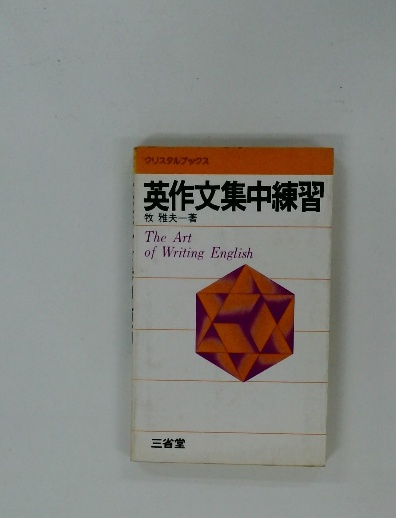 クリスタルブックス
英作文集中練習
牧 雅夫一著
The Art
of Writing English
三省堂